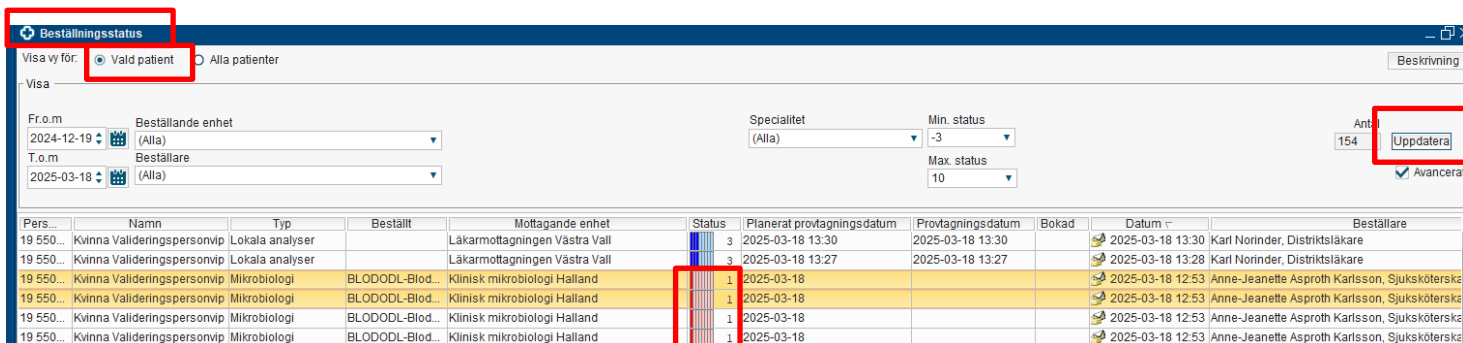 Beställningsstatus
Visa vy för: Vald patient Alla patienter Beskrivning
Visa
Fr.o.m Beställande enhet Specialitet Min. status Antal
2024-12-19 (Alla) (Alla) -3 154 Uppdatera
T.o.m Beställare Max. status
2025-03-18 (Alla) 10 Avancerat
Pers... Namn Typ Beställt Mottagande enhet Status Planerat provtagningsdatum Provtagningsdatum Bokad Datum Beställare
19 550... Kvinna Valideringspersonvip Lokala analyser Läkarmottagningen Västra Vall 3 2025-03-18 13:30 2025-03-18 13:30 2025-03-18 13:30 Karl Norinder, Distriktsläkare
19 550... Kvinna Valideringspersonvip Lokala analyser Läkarmottagningen Västra Vall 3 2025-03-18 13:27 2025-03-18 13:27 2025-03-18 13:28 Karl Norinder, Distriktsläkare
19 550... Kvinna Valideringspersonvip Mikrobiologi BLODODL-Blod... Klinisk mikrobiologi Halland 1 2025-03-18 2025-03-18 12:53 Anne-Jeanette Asproth Karlsson, Sjuksköterska
19 550... Kvinna Valideringspersonvip Mikrobiologi BLODODL-Blod... Klinisk mikrobiologi Halland 1 2025-03-18 2025-03-18 12:53 Anne-Jeanette Asproth Karlsson, Sjuksköterska
19 550... Kvinna Valideringspersonvip Mikrobiologi BLODODL-Blod... Klinisk mikrobiologi Halland 1 2025-03-18 2025-03-18 12:53 Anne-Jeanette Asproth Karlsson, Sjuksköterska
19 550... Kvinna Valideringspersonvip Mikrobiologi BLODODL-Blod... Klinisk mikrobiologi Halland 1 2025-03-18 2025-03-18 12:53 Anne-Jeanette Asproth Karlsson, Sjuksköterska